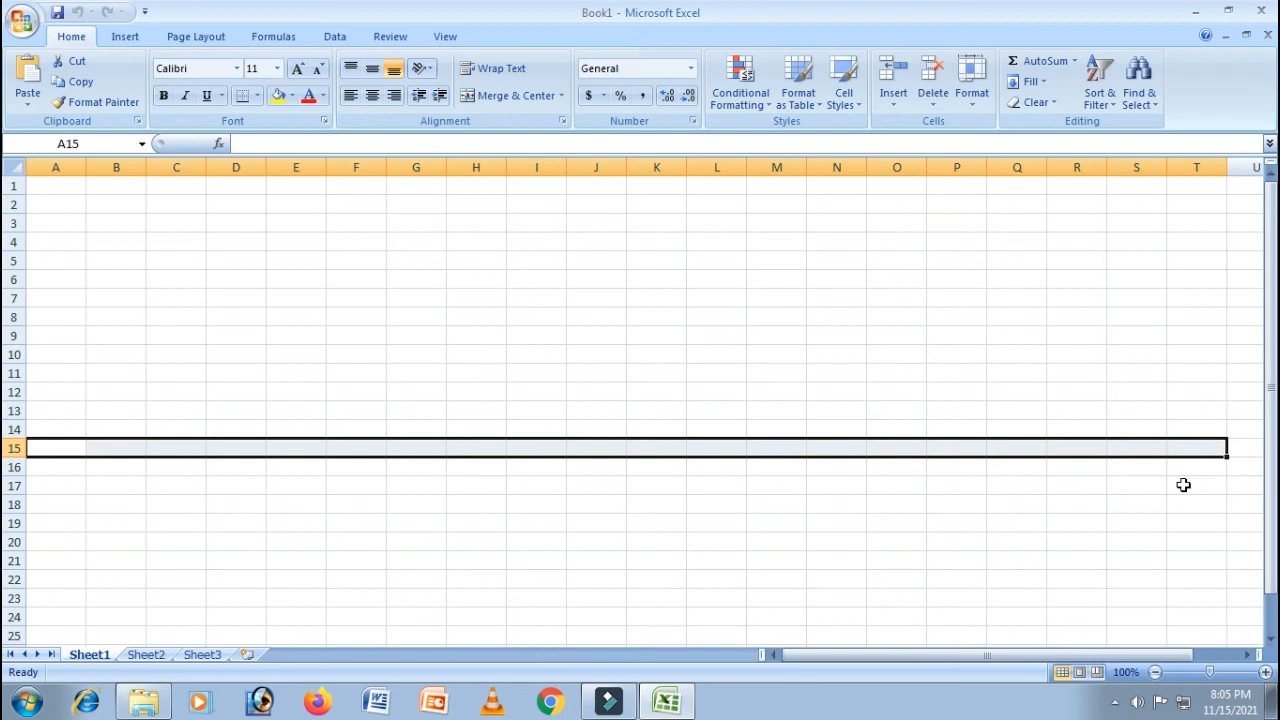 Book1 - Microsoft Excel
Home Insert Page Layout Formulas Data Review View
Paste Cut Copy Format Painter Clipboard
Calibri 11 A A B I U A Font
Wrap Text Merge & Center Alignment
General $ % , .0 .00 .00 .0 Number
Conditional Formatting Format as Table Cell Styles Styles
Insert Delete Format Cells
Σ AutoSum Fill Clear Sort & Filter Find & Select Editing
A15 fx
A B C D E F G H I J K L M N O P Q R S T U
1
2
3
4
5
6
7
8
9
10
11
12
13
14
15
16
17
18
19
20
21
22
23
24
25
Sheet1 Sheet2 Sheet3
Ready 100%
8:05 PM
11/15/2021